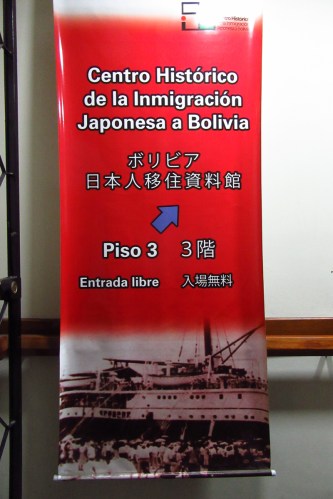 Centro Histórico
de la Inmigración
Japonesa a Bolivia
ボリビア
日本人移住資料館
Piso 3 3階
Entrada libre 入場無料